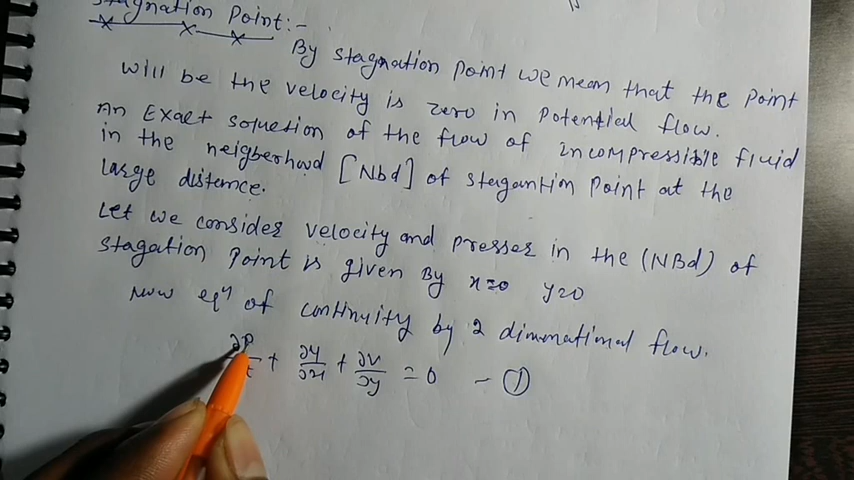 Stagnation Point:-
By Stagnation Point we mean that the Point
will be the velocity is zero in Potential flow.
An Exact solution of the flow of incompressible fluid
in the neigberhod [Nbd] of stagantion Point at the
large distance.
Let we consider velocity and presser in the (NBd) of
stagation Point is given By x=0 y=0
Now eqn of continuity by 2 dimmational flow.
∂P/∂t + ∂u/∂x + ∂v/∂y = 0 - ①